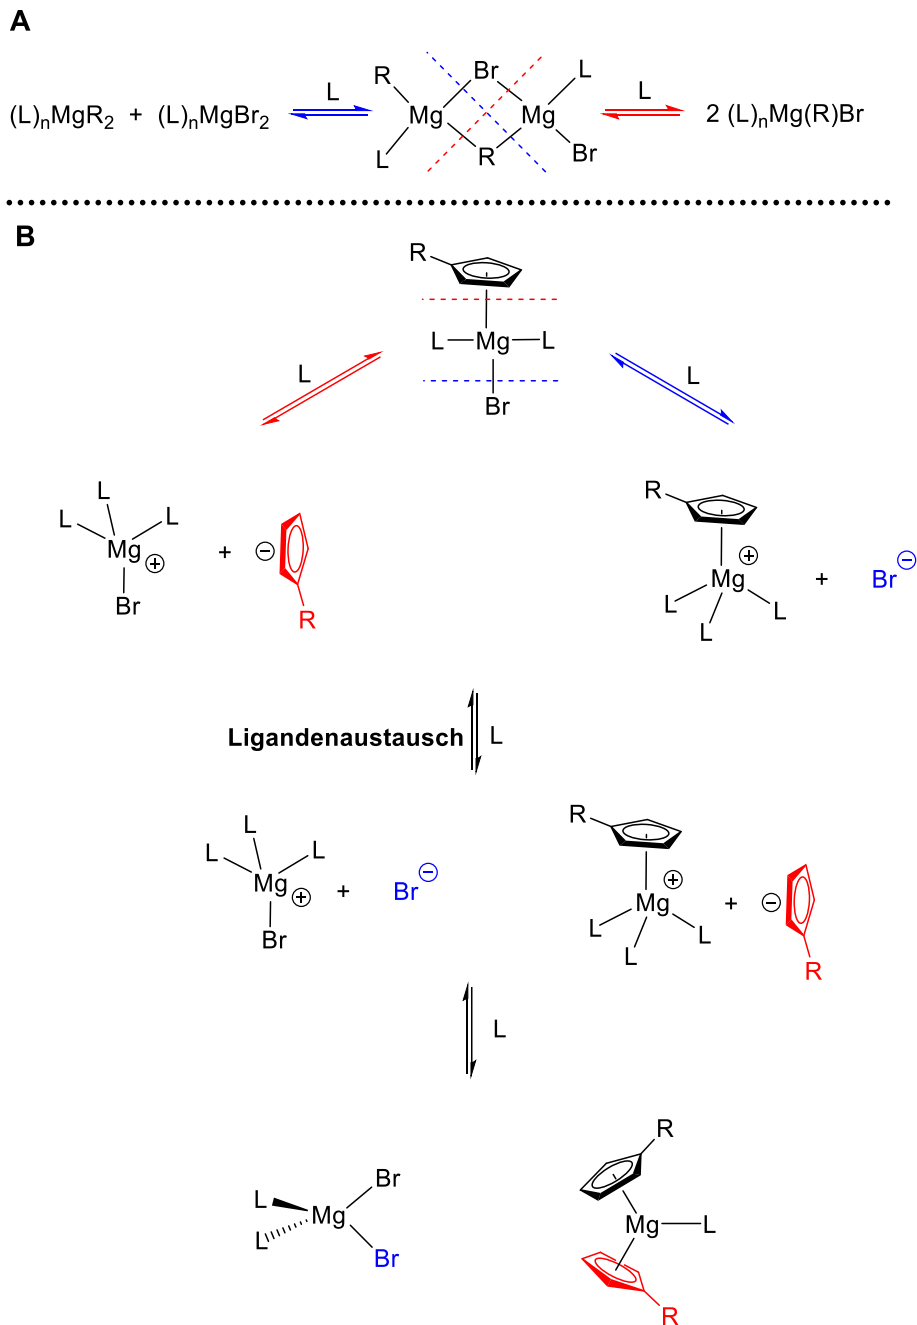 A
(L)nMgR2 + (L)nMgBr2 L R Mg L Br R Mg L Br L 2 (L)nMg(R)Br
B
R
L Mg L
Br
L L
L L L Mg ⊕ Br + ⊖ R
R Mg ⊕ L L L + Br ⊖
Ligandenaustausch L
L L L Mg ⊕ Br + Br ⊖
R Mg ⊕ L L L + ⊖ R
L
L L Mg Br Br
R Mg L R